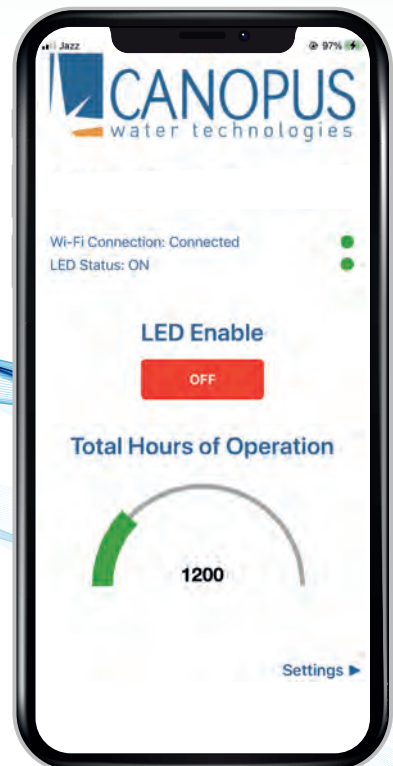 Jazz 97%
CANOPUS
water technologies
Wi-Fi Connection: Connected
LED Status: ON
LED Enable
OFF
Total Hours of Operation
1200
Settings ►